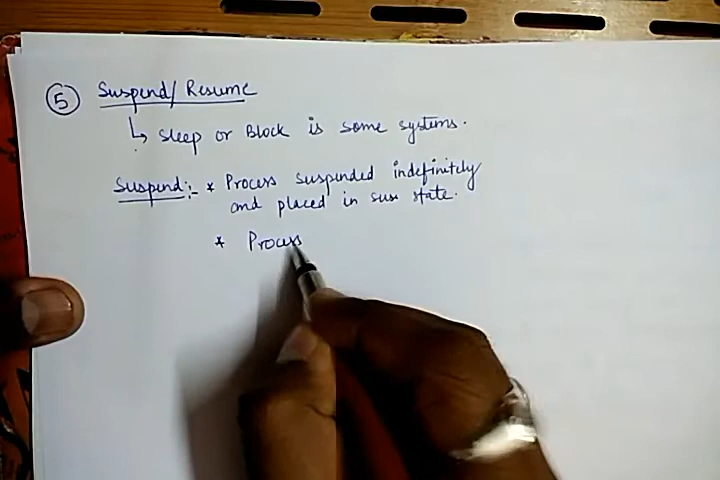 5 Suspend/Resume
↳ Sleep or Block is some systems.
Suspend:- * Process suspended indefinitely
and placed in sus state.
* Process